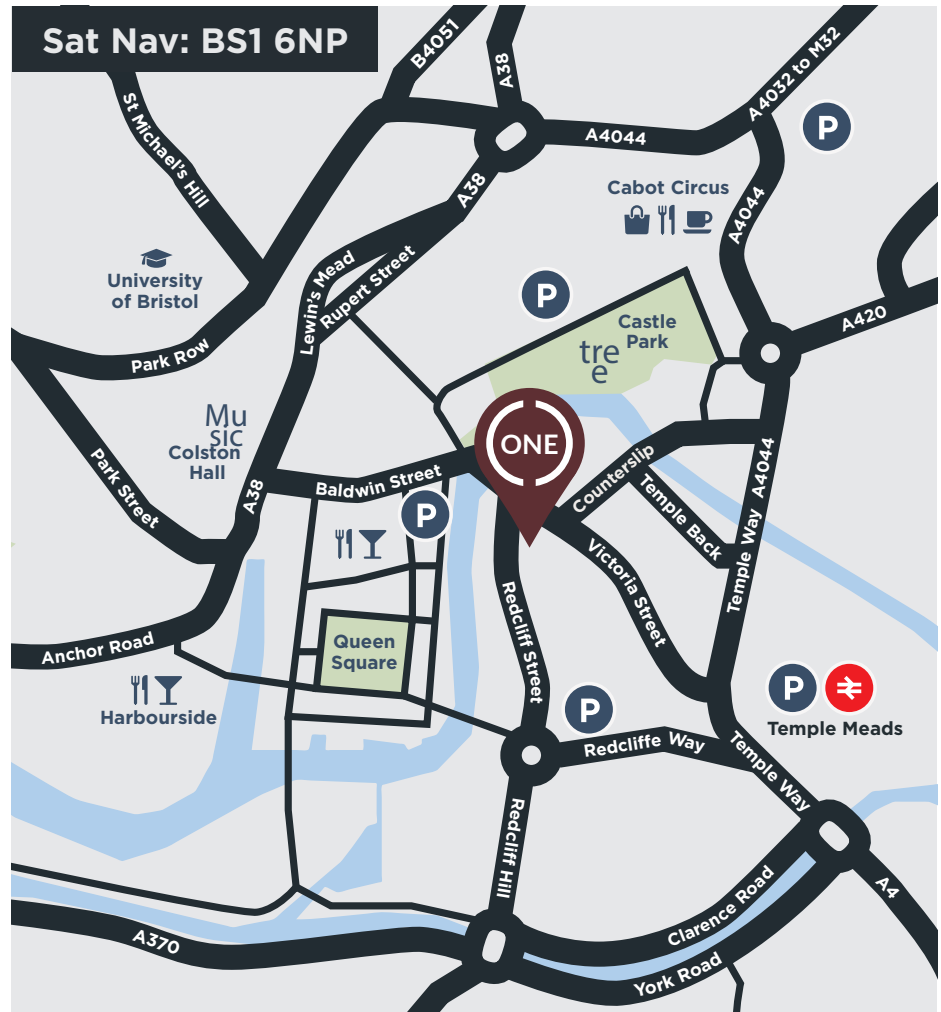 Sat Nav: BS1 6NP
B4051
A38
A4032 to M32
St Michael's Hill
A4044
P
A38
Cabot Circus
A4044
University
of Bristol
Lewin's Mead
Rupert Street
P
Castle
Park
tre
e
A420
Park Row
Mu
sic
Colston
Hall
ONE
Park Street
A38
Baldwin Street
P
Counterslip
Temple Back
Temple Way A4044
Victoria Street
Redcliff Street
Anchor Road
Queen
Square
Harbourside
P
P
Temple Meads
Redcliffe Way
Temple Way
Redcliff Hill
Clarence Road
A4
A370
York Road